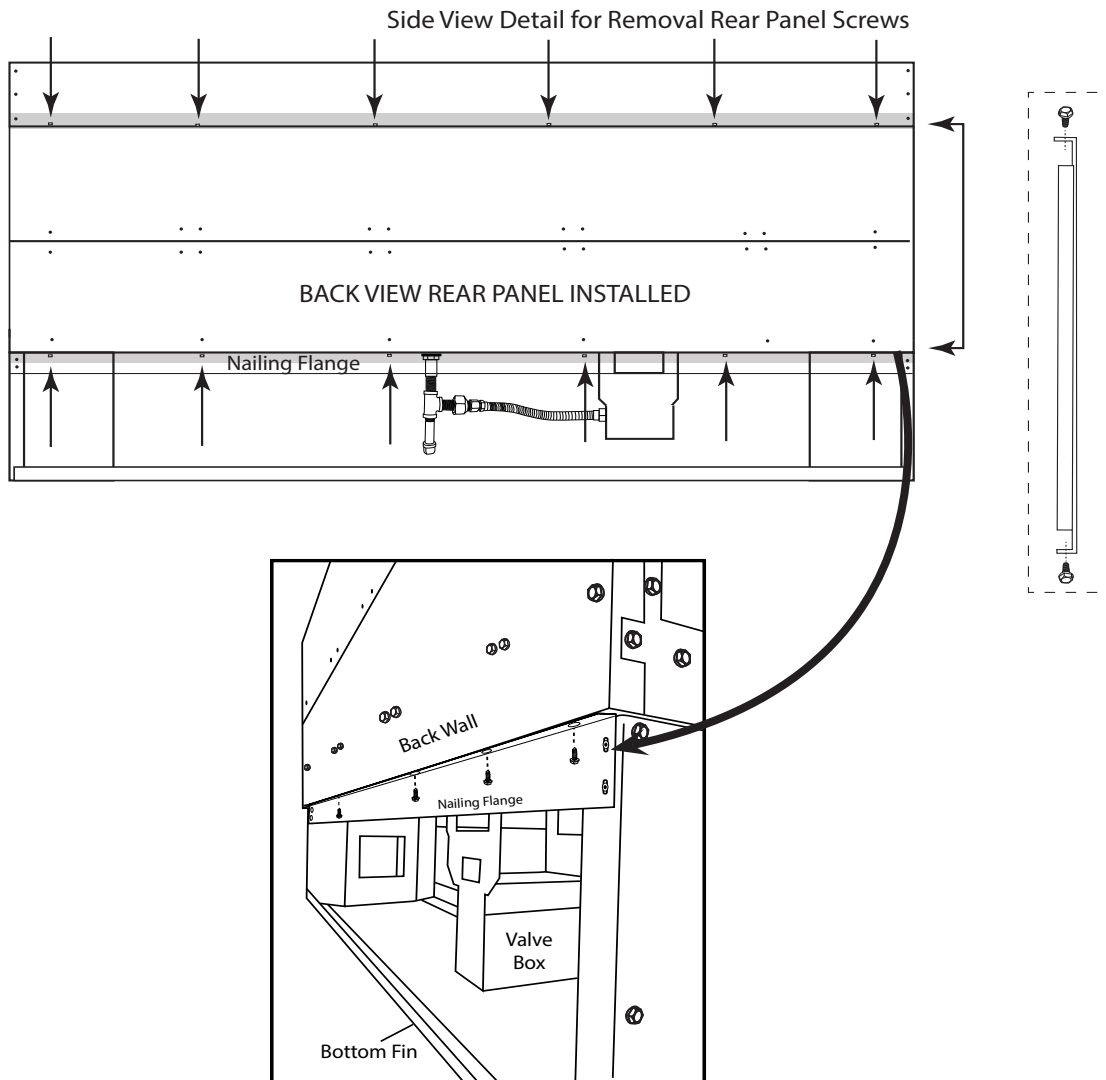 Side View Detail for Removal Rear Panel Screws
BACK VIEW REAR PANEL INSTALLED
Nailing Flange
Back Wall
Nailing Flange
Valve
Box
Bottom Fin